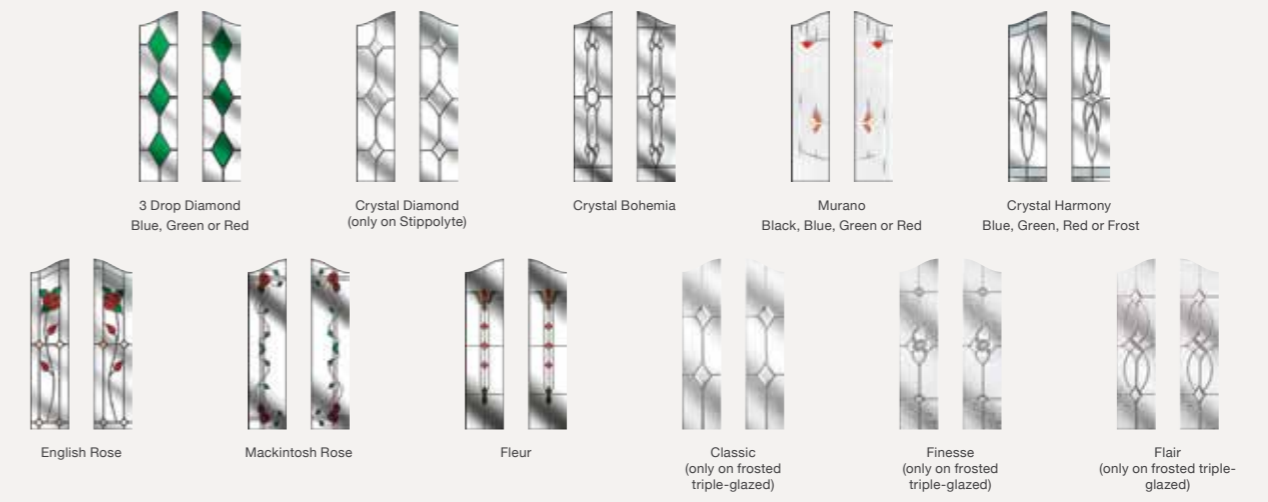 3 Drop Diamond
Blue, Green or Red
Crystal Diamond
(only on Stippolyte)
Crystal Bohemia
Murano
Black, Blue, Green or Red
Crystal Harmony
Blue, Green, Red or Frost
English Rose
Mackintosh Rose
Fleur
Classic
(only on frosted
triple-glazed)
Finesse
(only on frosted
triple-glazed)
Flair
(only on frosted triple-
glazed)